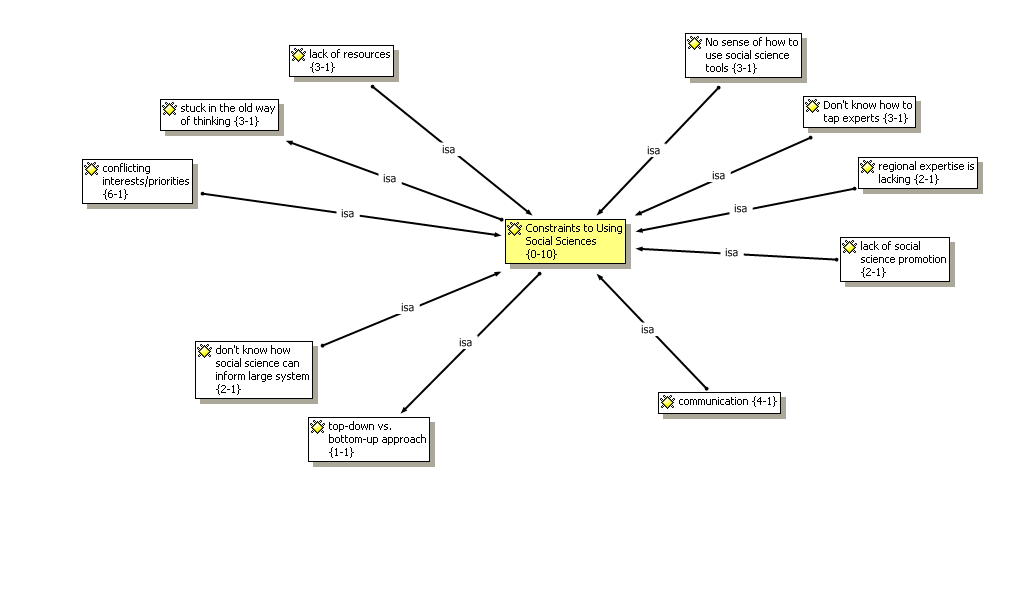 lack of resources
{3-1}
No sense of how to
use social science
tools {3-1}
stuck in the old way
of thinking {3-1}
Don't know how to
tap experts {3-1}
conflicting
interests/priorities
{6-1}
regional expertise is
lacking {2-1}
isa
isa
isa
isa
isa
isa
isa
Constraints to Using
Social Sciences
{0-10}
lack of social
science promotion
{2-1}
isa
isa
isa
isa
don't know how
social science can
inform large system
{2-1}
top-down vs.
bottom-up approach
{1-1}
communication {4-1}